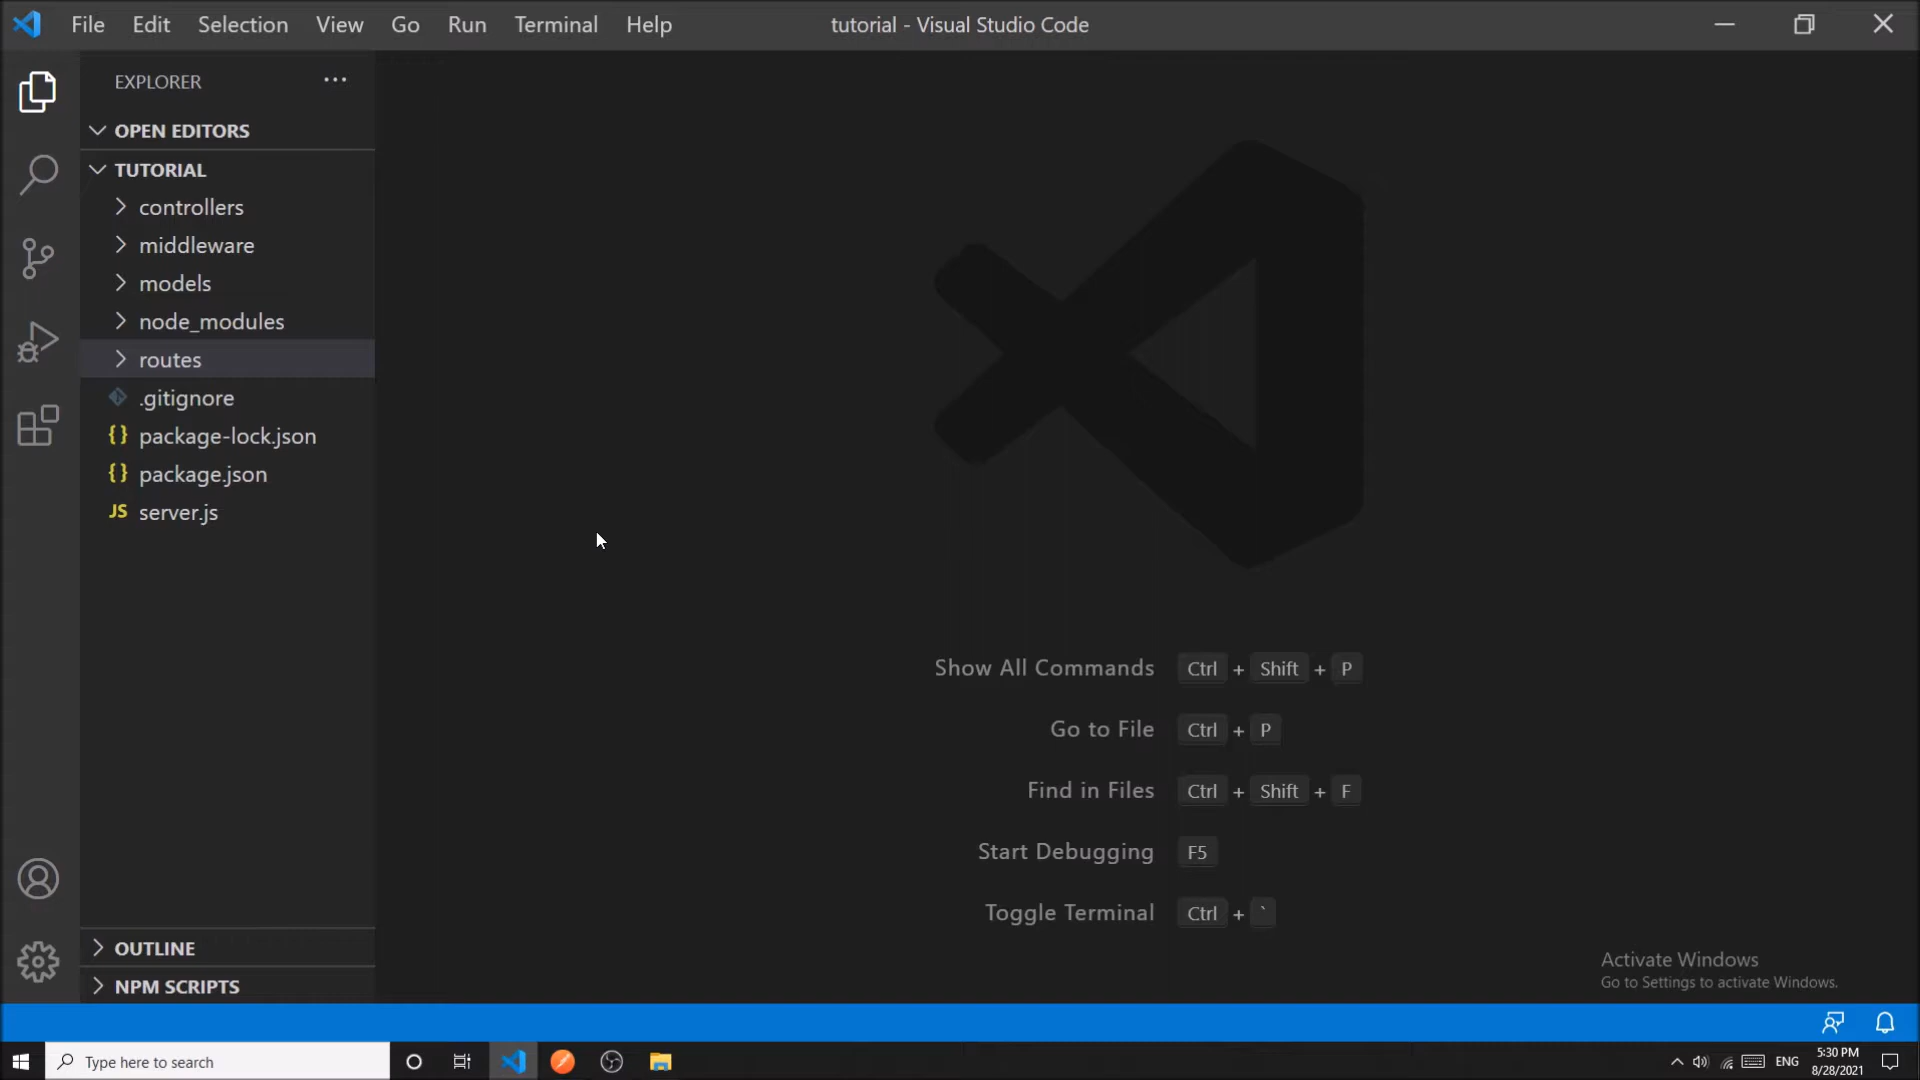 File Edit Selection View Go Run Terminal Help
tutorial - Visual Studio Code
EXPLORER
OPEN EDITORS
TUTORIAL
controllers
middleware
models
node_modules
routes
.gitignore
{} package-lock.json
{} package.json
JS server.js
OUTLINE
NPM SCRIPTS
Show All Commands Ctrl + Shift + P
Go to File Ctrl + P
Find in Files Ctrl + Shift + F
Start Debugging F5
Toggle Terminal Ctrl + `
Activate Windows
Go to Settings to activate Windows.
Type here to search
ENG
5:30 PM
8/28/2021